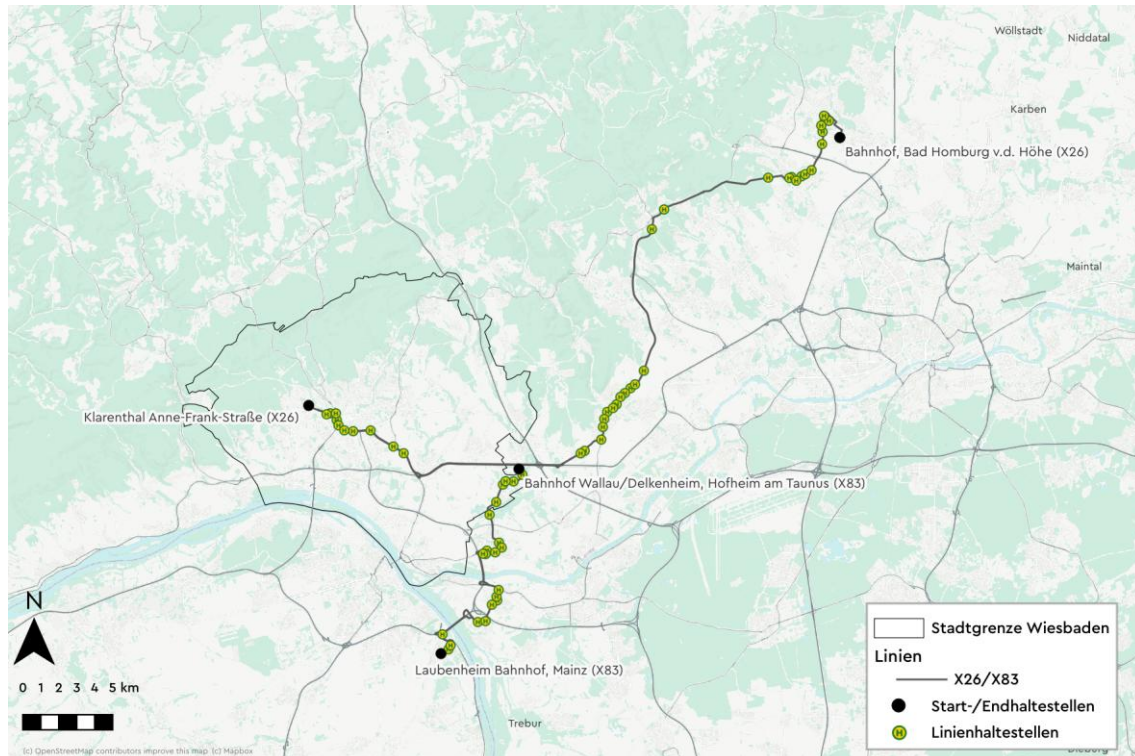 Wöllstadt
Niddatal
Karben
Bahnhof, Bad Homburg v.d. Höhe (X26)
Maintal
Klarenthal Anne-Frank-Straße (X26)
Bahnhof Wallau/Delkenheim, Hofheim am Taunus (X83)
Laubenheim Bahnhof, Mainz (X83)
Trebur
N
0 1 2 3 4 5 km
Stadtgrenze Wiesbaden
Linien
X26/X83
Start-/Endhaltestellen
H Linienhaltestellen
(c) OpenStreetMap contributors improve this map (c) Mapbox